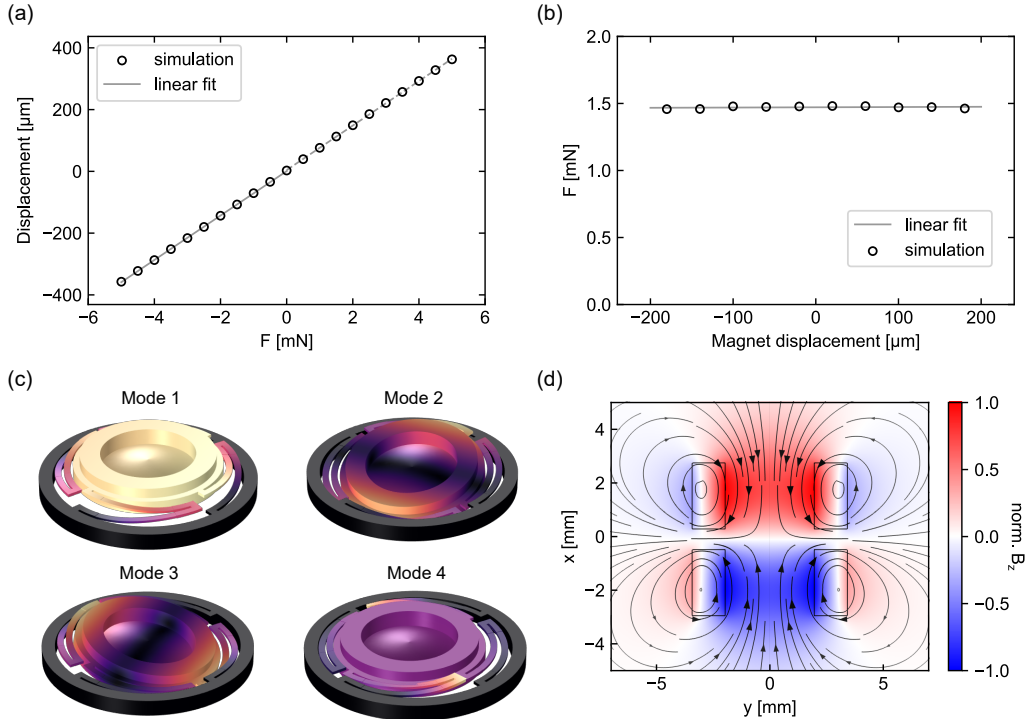 (a)
400
200
0
−200
−400
Displacement [µm]
simulation
linear fit
−6 −4 −2 0 2 4 6
F [mN]
(b)
2.0
1.5
1.0
0.5
0.0
F [mN]
linear fit
simulation
−200 −100 0 100 200
Magnet displacement [µm]
(c)
Mode 1
Mode 2
Mode 3
Mode 4
(d)
4
2
0
−2
−4
x [mm]
−5 0 5
y [mm]
1.0
0.5
0.0
−0.5
−1.0
norm. B_z